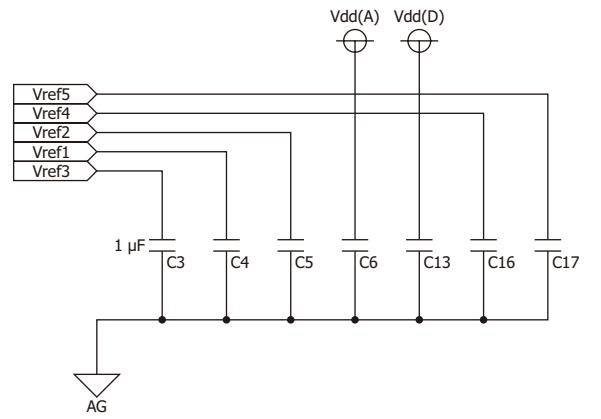 Vdd(A) Vdd(D)
Vref5
Vref4
Vref2
Vref1
Vref3
1 µF
C3 C4 C5 C6 C13 C16 C17
AG